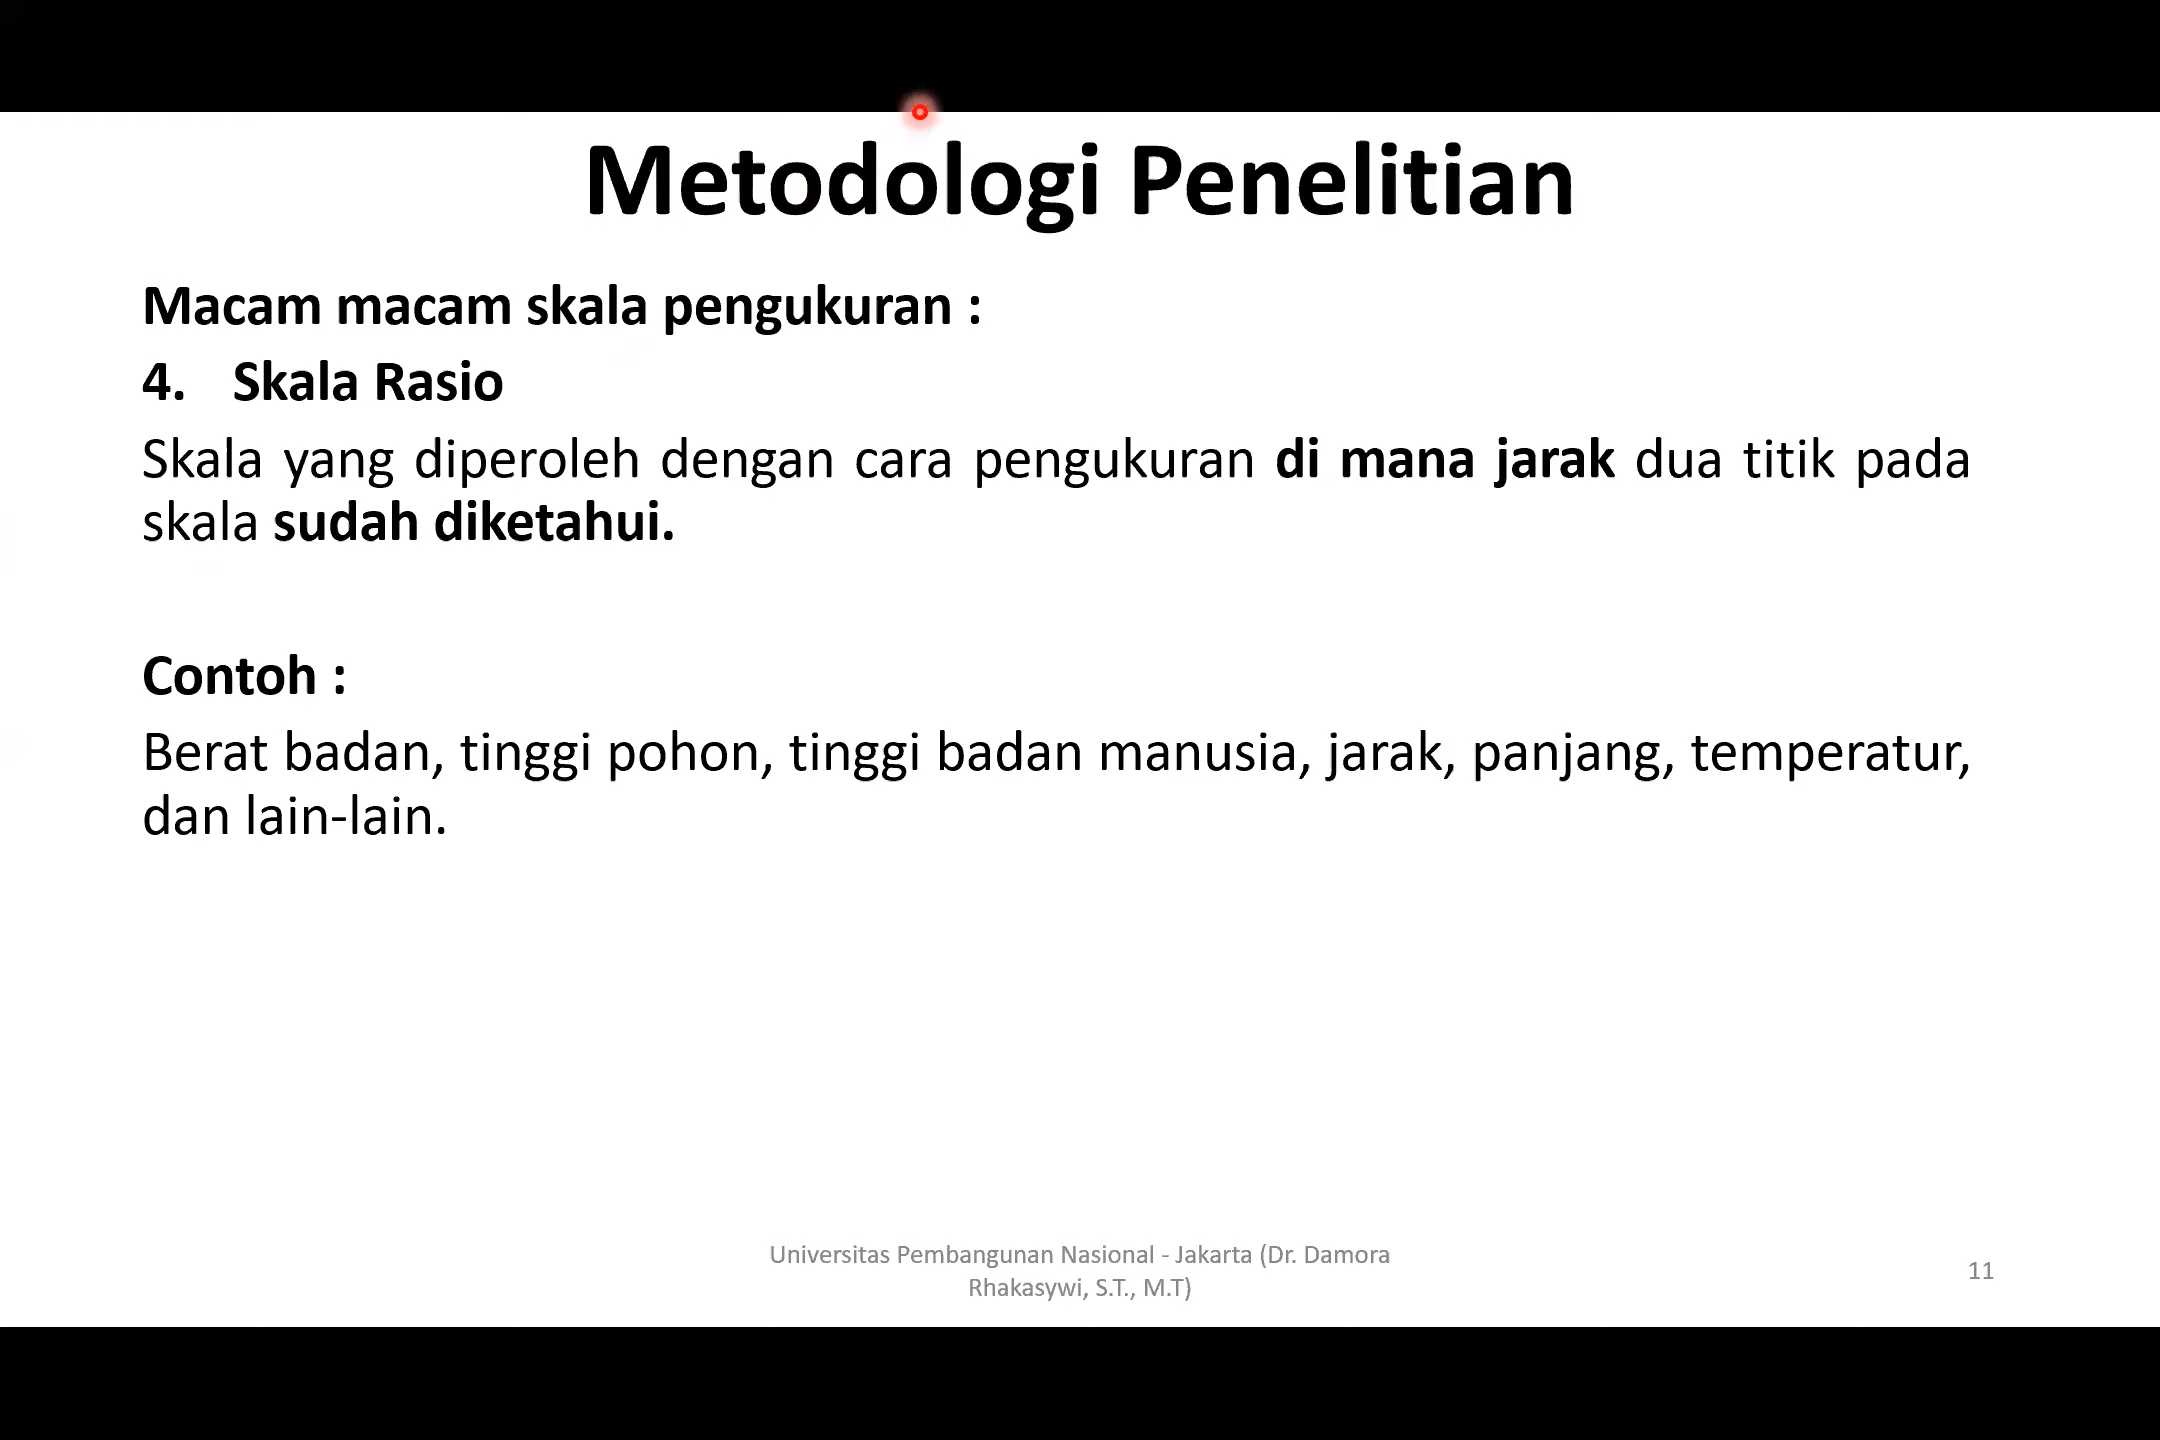 Metodologi Penelitian
Macam macam skala pengukuran :
4. Skala Rasio
Skala yang diperoleh dengan cara pengukuran di mana jarak dua titik pada
skala sudah diketahui.
Contoh :
Berat badan, tinggi pohon, tinggi badan manusia, jarak, panjang, temperatur,
dan lain-lain.
Universitas Pembangunan Nasional - Jakarta (Dr. Damora
Rhakasywi, S.T., M.T)
11